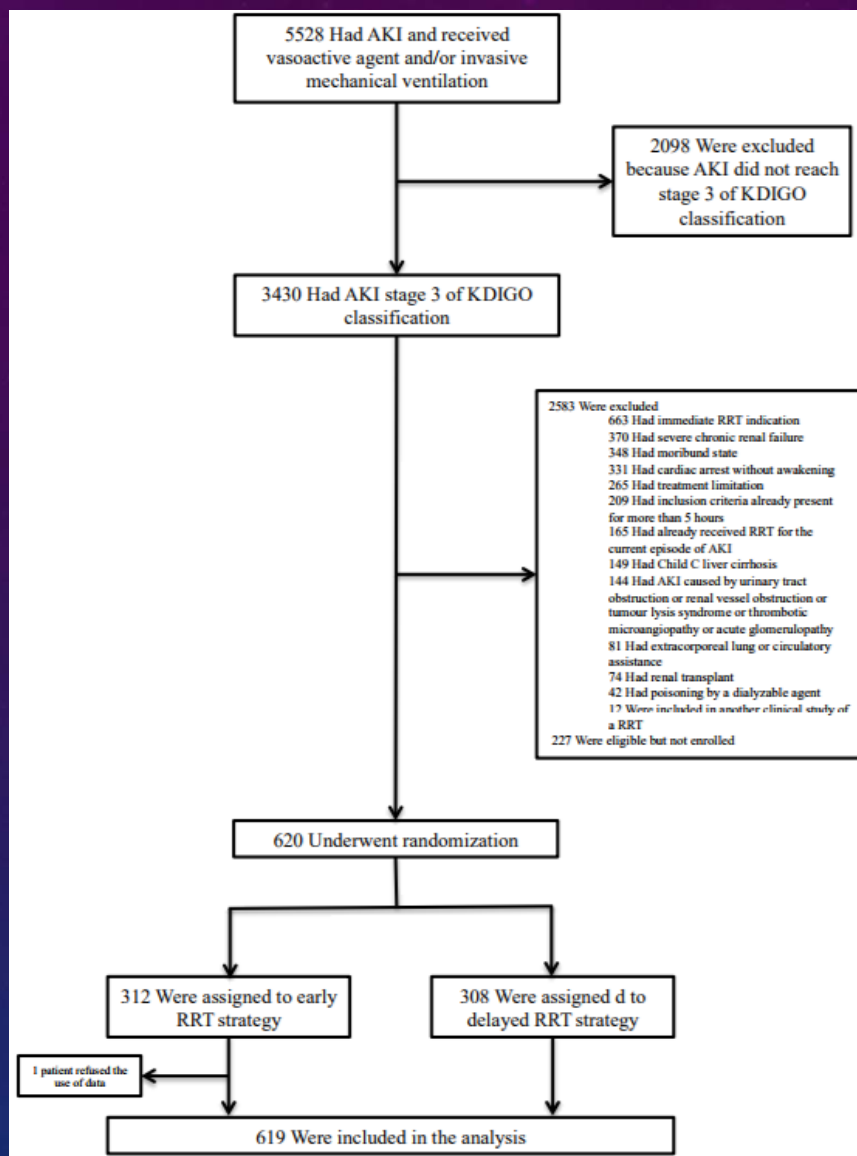 5528 Had AKI and received
vasoactive agent and/or invasive
mechanical ventilation
2098 Were excluded
because AKI did not reach
stage 3 of KDIGO
classification
3430 Had AKI stage 3 of KDIGO
classification
2583 Were excluded
663 Had immediate RRT indication
370 Had severe chronic renal failure
348 Had moribund state
331 Had cardiac arrest without awakening
265 Had treatment limitation
209 Had inclusion criteria already present
for more than 5 hours
165 Had already received RRT for the
current episode of AKI
149 Had Child C liver cirrhosis
144 Had AKI caused by urinary tract
obstruction or renal vessel obstruction or
tumour lysis syndrome or thrombotic
microangiopathy or acute glomerulopathy
81 Had extracorporeal lung or circulatory
assistance
74 Had renal transplant
42 Had poisoning by a dialyzable agent
12 Were included in another clinical study of
a RRT
227 Were eligible but not enrolled
620 Underwent randomization
312 Were assigned to early
RRT strategy
308 Were assigned d to
delayed RRT strategy
1 patient refused the
use of data
619 Were included in the analysis